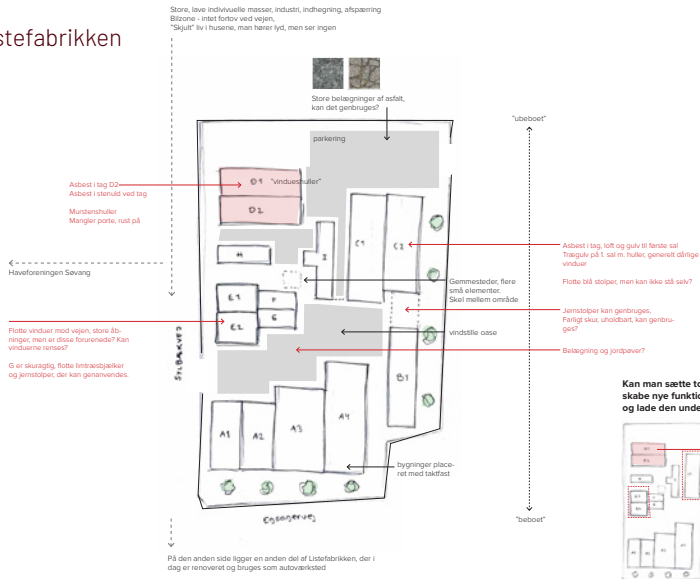 Store, lave individuelle masser, industri, indhegning, afspærring
Bilzone - intet fortov ved vejen,
"Skjult" liv i husene, man hører lyd, men ser ingen
stefabrikken
Store belægninger af asfalt,
kan det genbruges?
"ubeboet"
parkering
Asbest i tag D2
Asbest i stenuld ved tag
Murstenshuller
Mangler porte, rust på
D1
"vindueshuller"
D2
Haveforeningen Søvang
H
I
C1
C2
Asbest i tag, loft og gulv til første sal
Trægulv på 1. sal m. huller, generelt dårlige
vinduer
Flotte blå stolper, men kan ikke stå selv?
Gemmesteder, flere
små elementer.
Skel mellem område
E1
F
E2
G
Flotte vinduer mod vejen, store åb-
ninger, men er disse forurenede? Kan
vinduerne renses?
G er skuragtig, flotte limtræsbjælker
og jernstolper, der kan genanvendes.
Jernstolper kan genbruges,
Farligt skur, uholdbart, kan genbru-
ges?
vindstille oase
Belægning og jordpøver?
B1
A1
A2
A3
A4
bygninger place-
ret med taktfast
Kan man sætte to
skabe nye funktio
og lade den unde
"beboet"
På den anden side ligger en anden del af Listefabrikken, der i
dag er renoveret og bruges som autoværksted